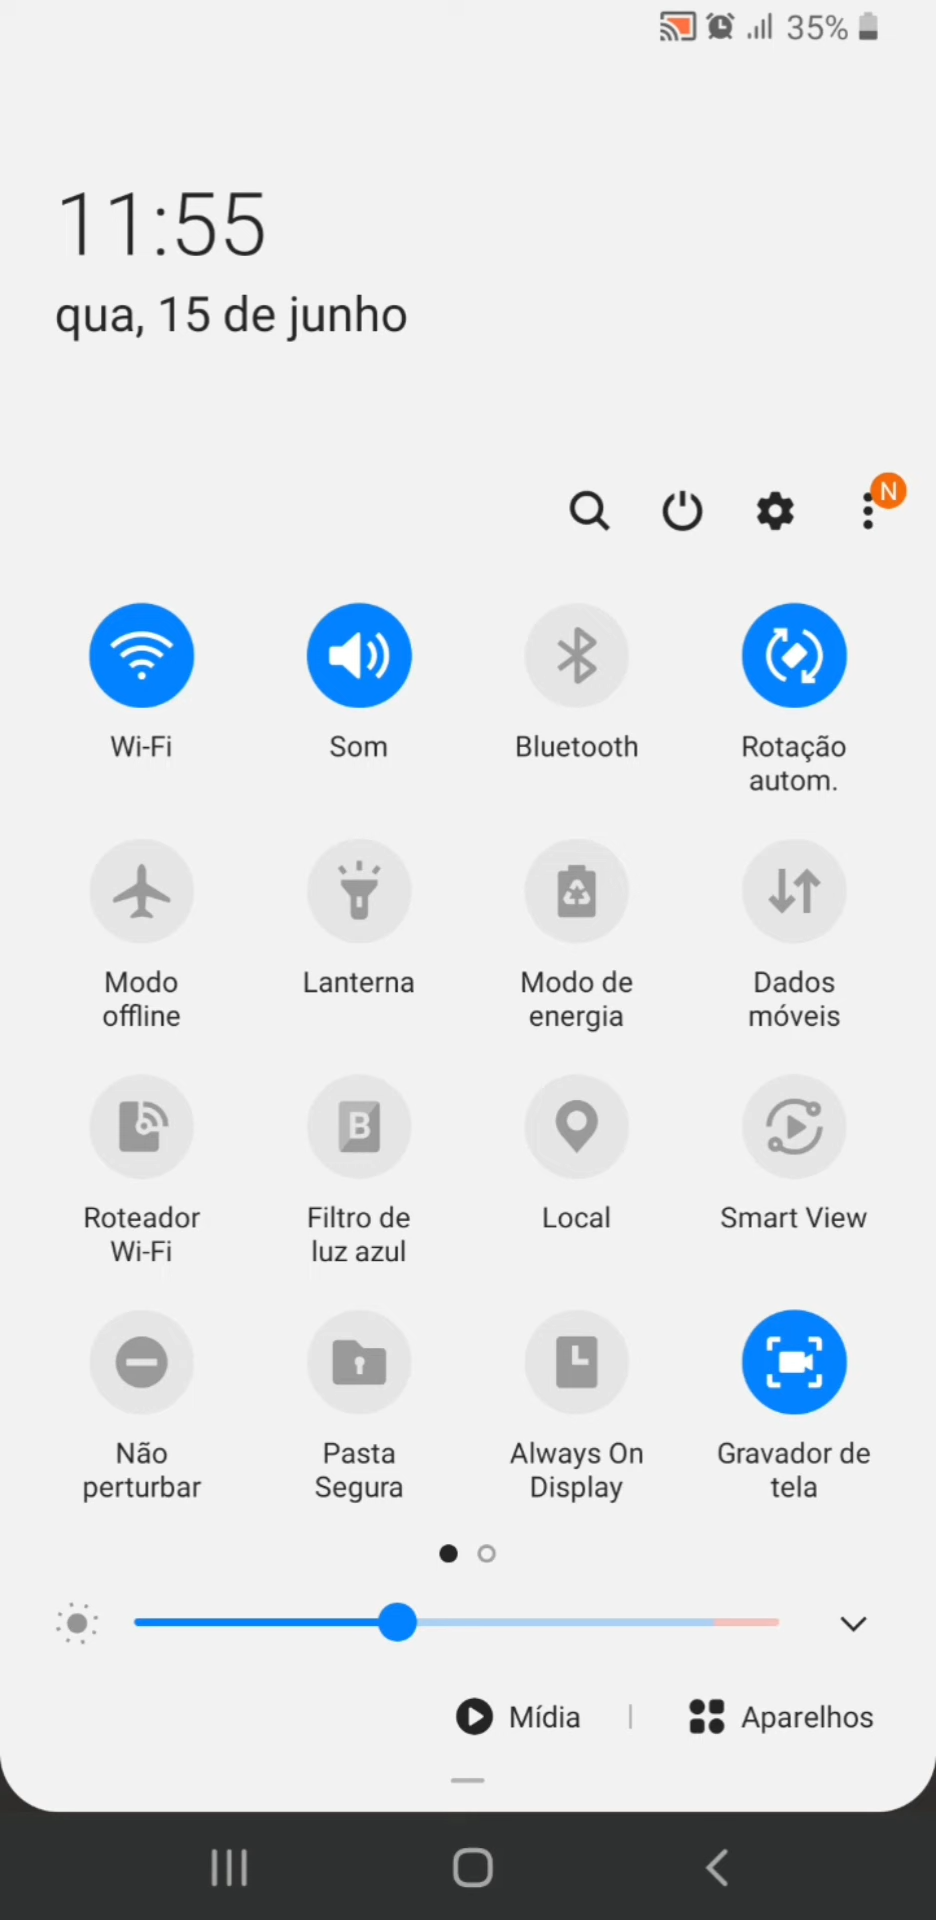 35%
11:55
qua, 15 de junho
N
Wi-Fi
Som
Bluetooth
Rotação
autom.
Modo
offline
Lanterna
Modo de
energia
Dados
móveis
Roteador
Wi-Fi
B
Filtro de
luz azul
Local
Smart View
Não
perturbar
Pasta
Segura
Always On
Display
Gravador de
tela
Mídia
Aparelhos